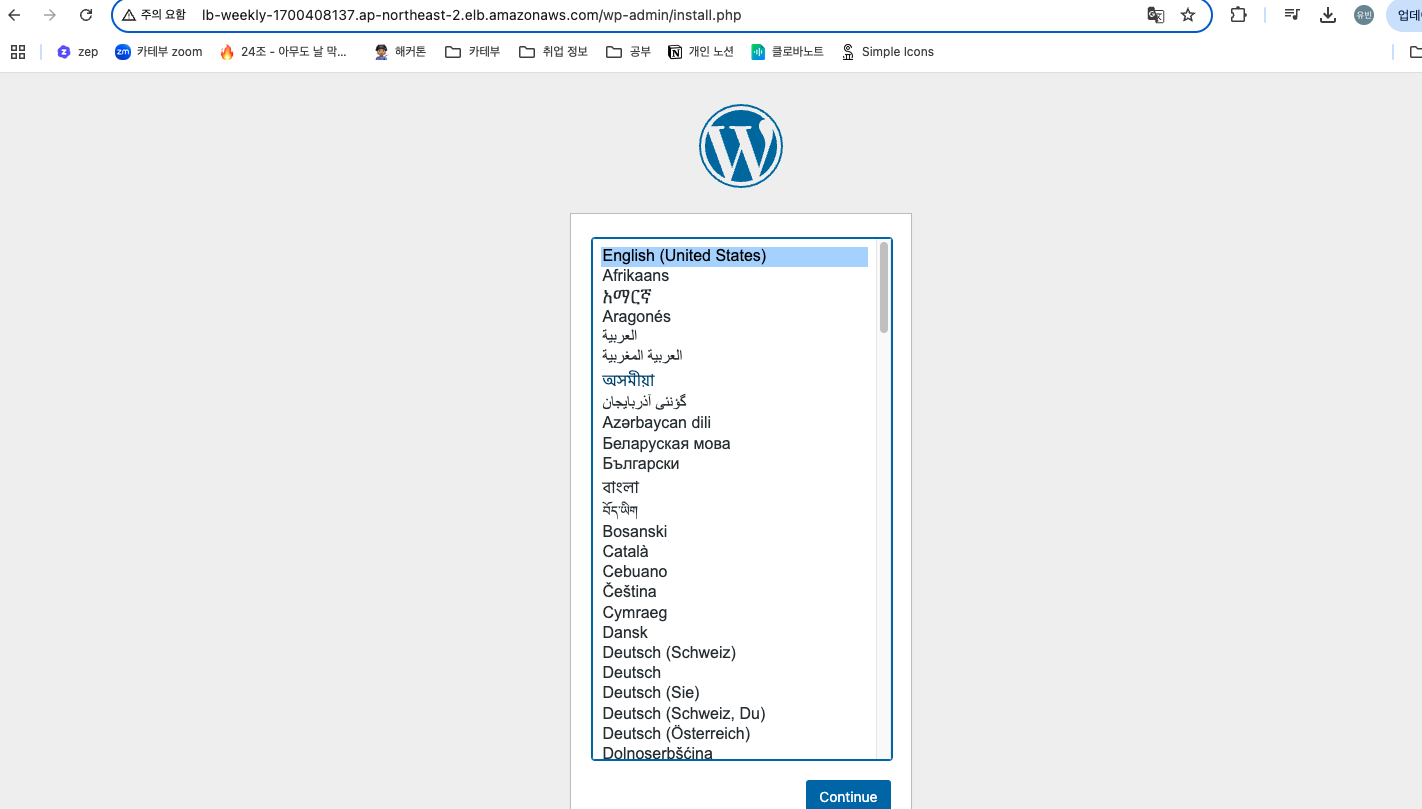 주의 요함 lb-weekly-1700408137.ap-northeast-2.elb.amazonaws.com/wp-admin/install.php 유빈 업데
zep zm 카테부 zoom 24조 - 아무도 날 막... 해커톤 카테부 취업 정보 공부 개인 노션 클로바노트 Simple Icons
W
English (United States)
Afrikaans
አማርኛ
Aragonés
العربية
العربية المغربية
অসমীয়া
گؤنئی آذربایجان
Azərbaycan dili
Беларуская мова
Български
বাংলা
བོད་ཡིག
Bosanski
Català
Cebuano
Čeština
Cymraeg
Dansk
Deutsch (Schweiz)
Deutsch
Deutsch (Sie)
Deutsch (Schweiz, Du)
Deutsch (Österreich)
Dolnoserbšćina
Continue